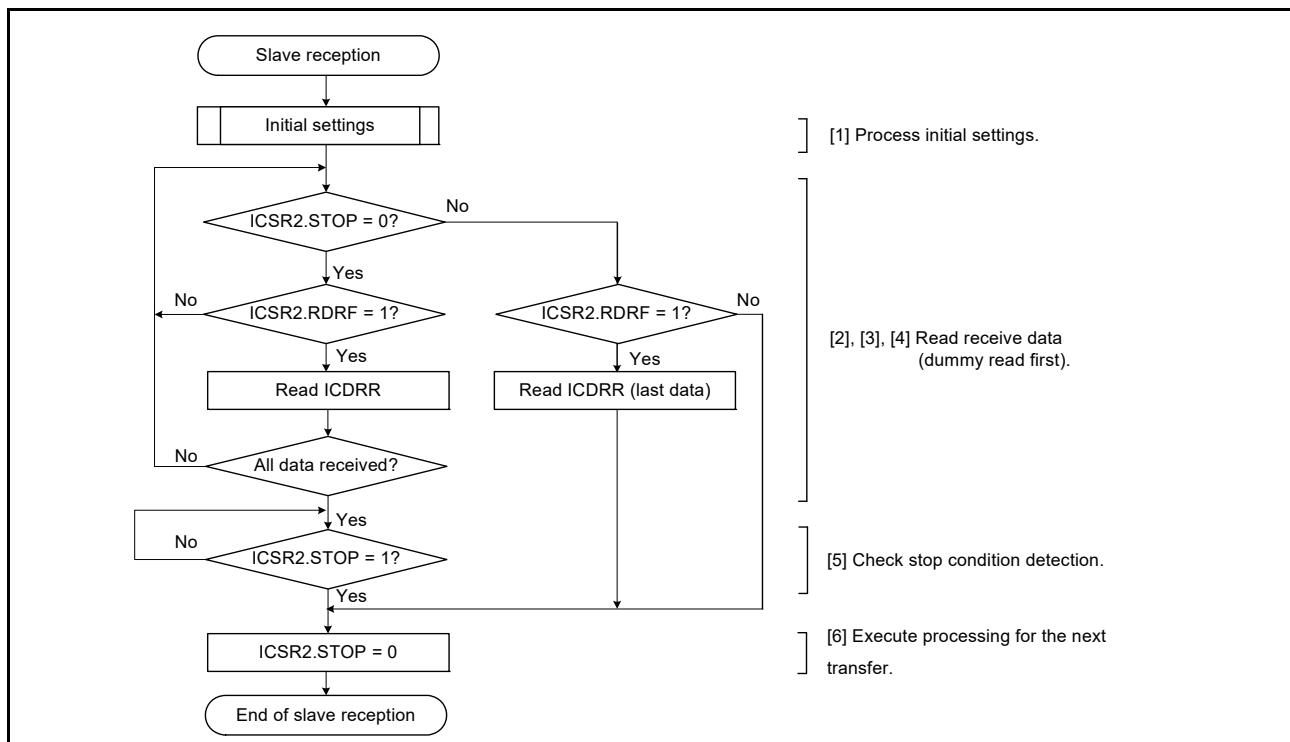 Slave reception
Initial settings
[1] Process initial settings.
ICSR2.STOP = 0?
No
Yes
No
ICSR2.RDRF = 1?
ICSR2.RDRF = 1?
No
[2], [3], [4] Read receive data
(dummy read first).
Yes
Yes
Read ICDRR
Read ICDRR (last data)
No
All data received?
Yes
No
ICSR2.STOP = 1?
[5] Check stop condition detection.
Yes
ICSR2.STOP = 0
[6] Execute processing for the next
transfer.
End of slave reception